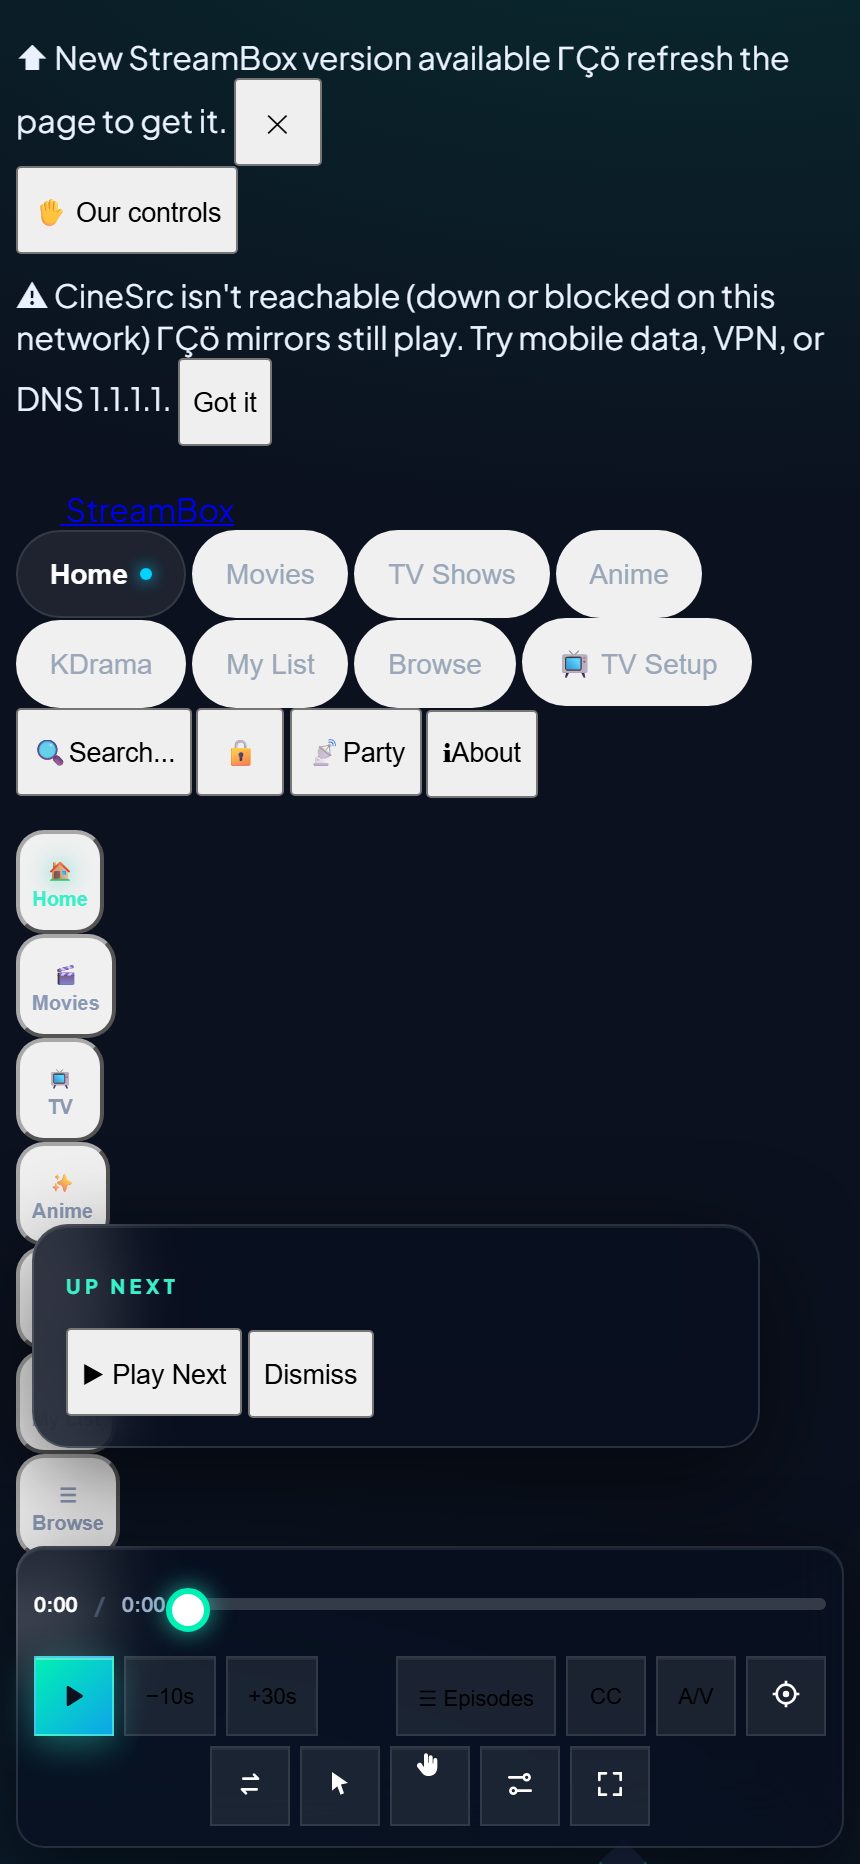 ⬆ New StreamBox version available ΓÇö refresh the
page to get it. ✕
🖐 Our controls
⚠ CineSrc isn't reachable (down or blocked on this
network) ΓÇö mirrors still play. Try mobile data, VPN, or
DNS 1.1.1.1. Got it
StreamBox
Home Movies TV Shows Anime
KDrama My List Browse 📺 TV Setup
🔍 Search... 🔒 📡 Party ℹAbout
🏠
Home
🎬
Movies
📺
TV
✨
Anime
UP NEXT
▶ Play Next Dismiss
My List
☰
Browse
0:00 / 0:00
▶ −10s +30s ☰ Episodes CC A/V